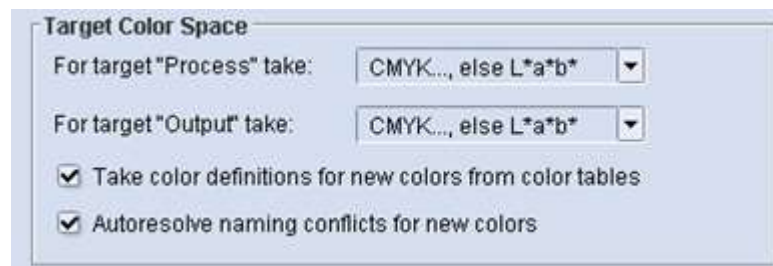 Target Color Space
For target "Process" take: CMYK..., else L*a*b*
For target "Output" take: CMYK..., else L*a*b*
Take color definitions for new colors from color tables
Autoresolve naming conflicts for new colors